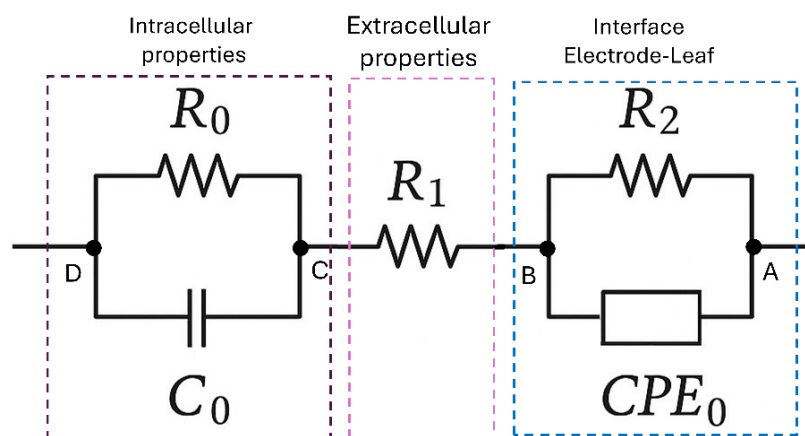 Intracellular
properties
Extracellular
properties
Interface
Electrode-Leaf
R0
R1
R2
D
C
B
A
C0
CPE0